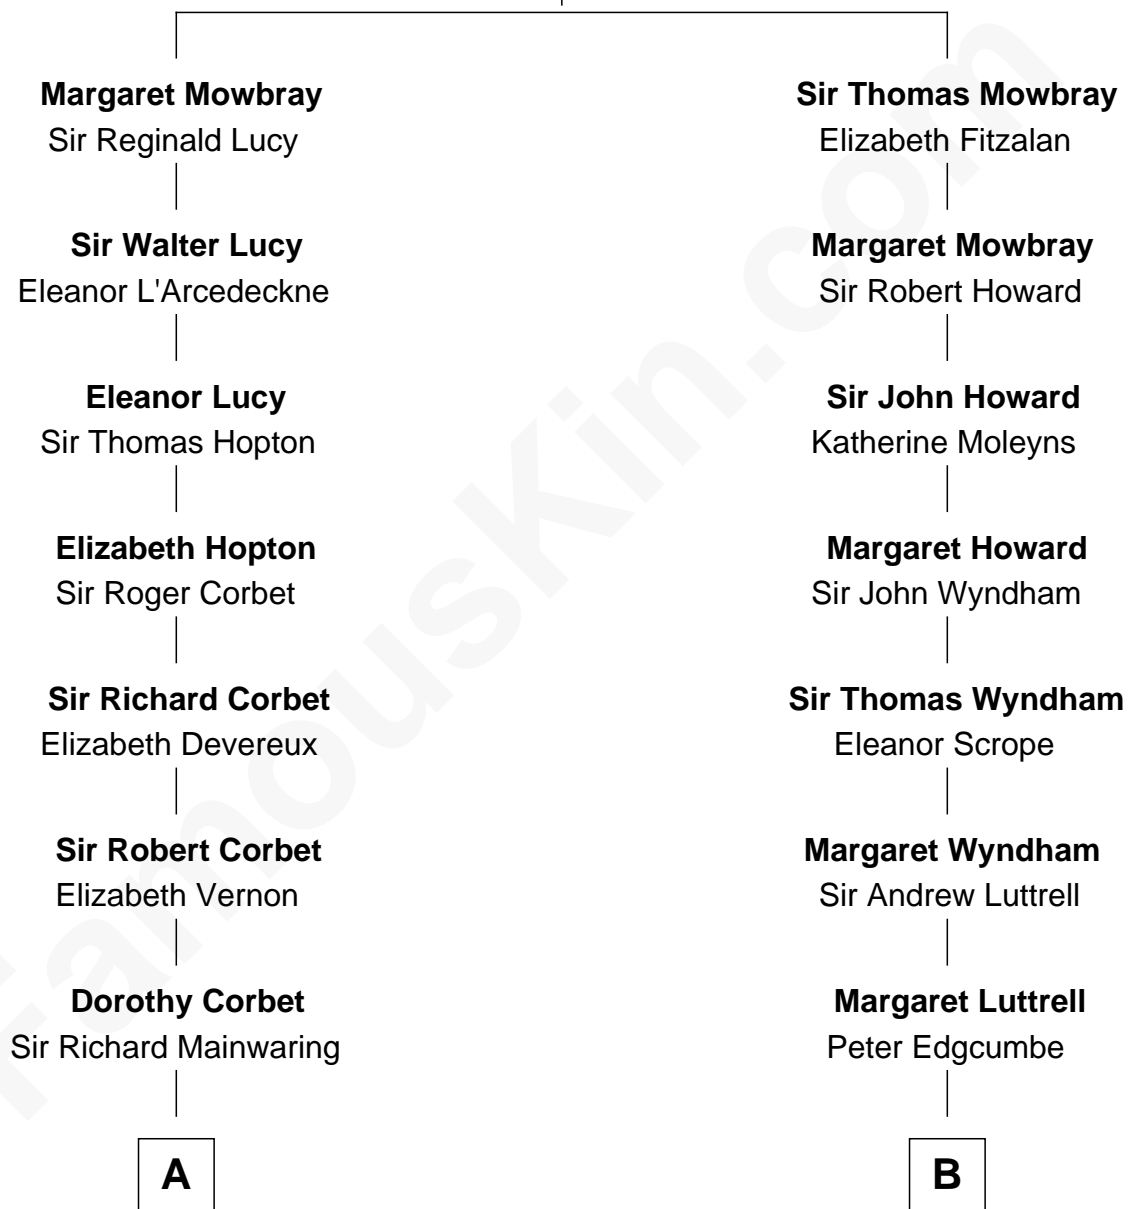 Margaret Mowbray
Sir Reginald Lucy
Sir Walter Lucy
Eleanor L'Arcedeckne
Eleanor Lucy
Sir Thomas Hopton
Elizabeth Hopton
Sir Roger Corbet
Sir Richard Corbet
Elizabeth Devereux
Sir Robert Corbet
Elizabeth Vernon
Dorothy Corbet
Sir Richard Mainwaring
A
Sir Thomas Mowbray
Elizabeth Fitzalan
Margaret Mowbray
Sir Robert Howard
Sir John Howard
Katherine Moleyns
Margaret Howard
Sir John Wyndham
Sir Thomas Wyndham
Eleanor Scrope
Margaret Wyndham
Sir Andrew Luttrell
Margaret Luttrell
Peter Edgcumbe
B
FamousKin.com